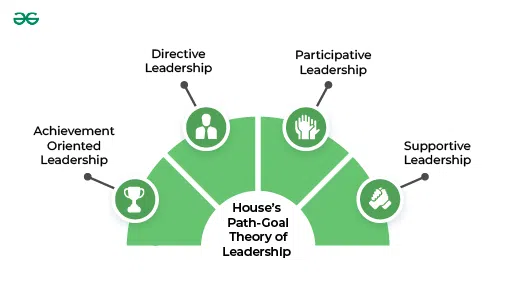 Directive
Leadership
Participative
Leadership
Achievement
Oriented
Leadership
Supportive
Leadership
House's
Path-Goal
Theory of
Leadership